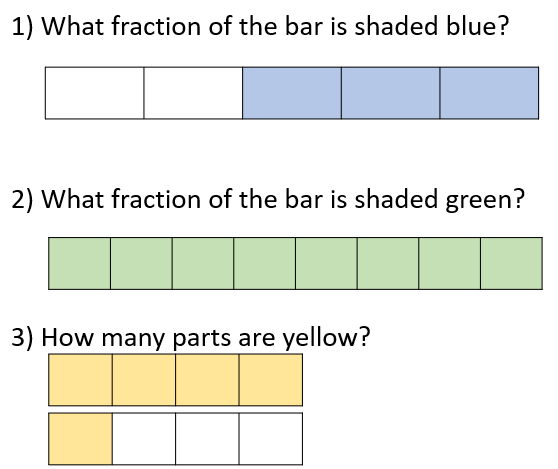 1) What fraction of the bar is shaded blue?
2) What fraction of the bar is shaded green?
3) How many parts are yellow?